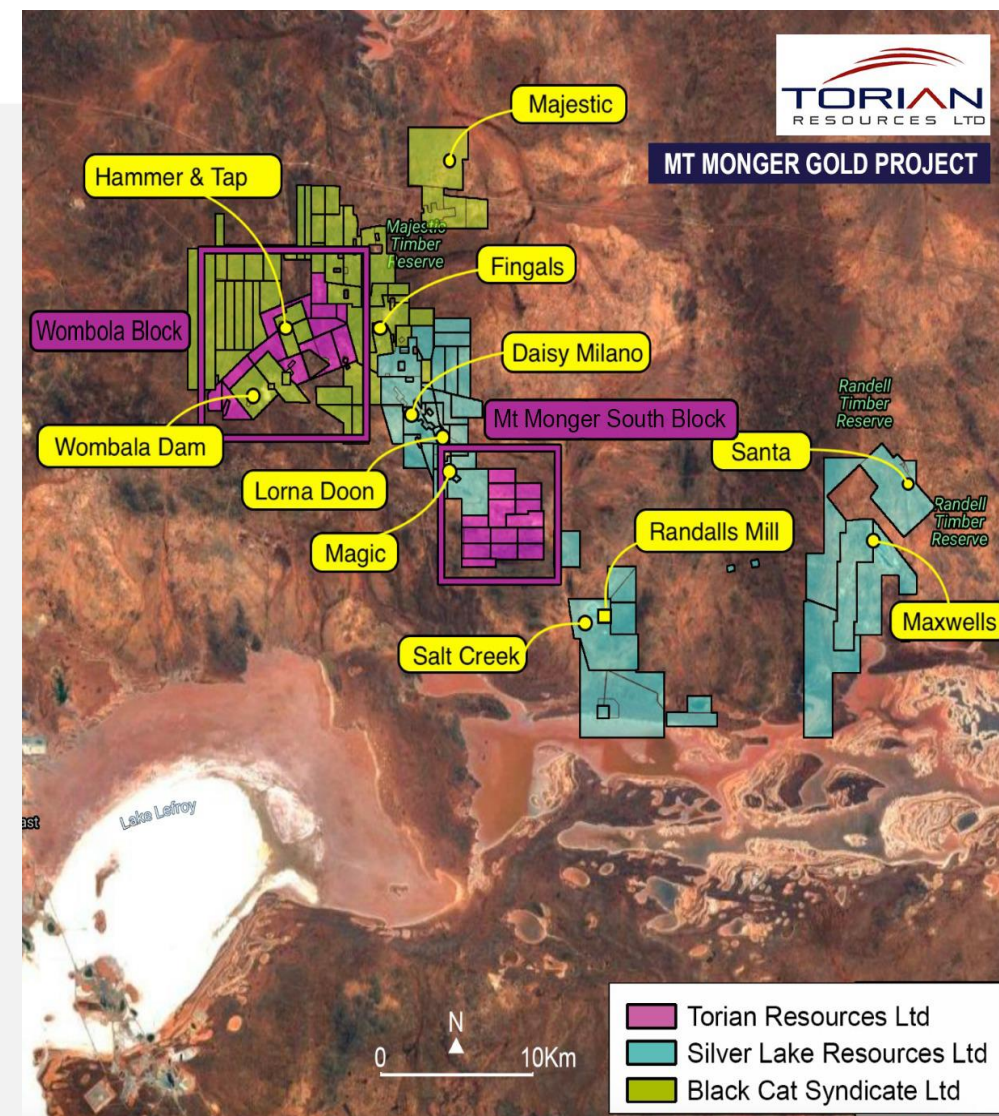 TORIAN
RESOURCES LTD
MT MONGER GOLD PROJECT
Majestic
Hammer & Tap
Majestic
Timber
Reserve
Fingals
Wombola Block
Daisy Milano
Randell
Timber
Reserve
Mt Monger South Block
Wombala Dam
Santa
Lorna Doon
Randell
Timber
Reserve
Randalls Mill
Magic
Maxwells
Salt Creek
Lake Lefroy
ast
N
0 10Km
Torian Resources Ltd
Silver Lake Resources Ltd
Black Cat Syndicate Ltd